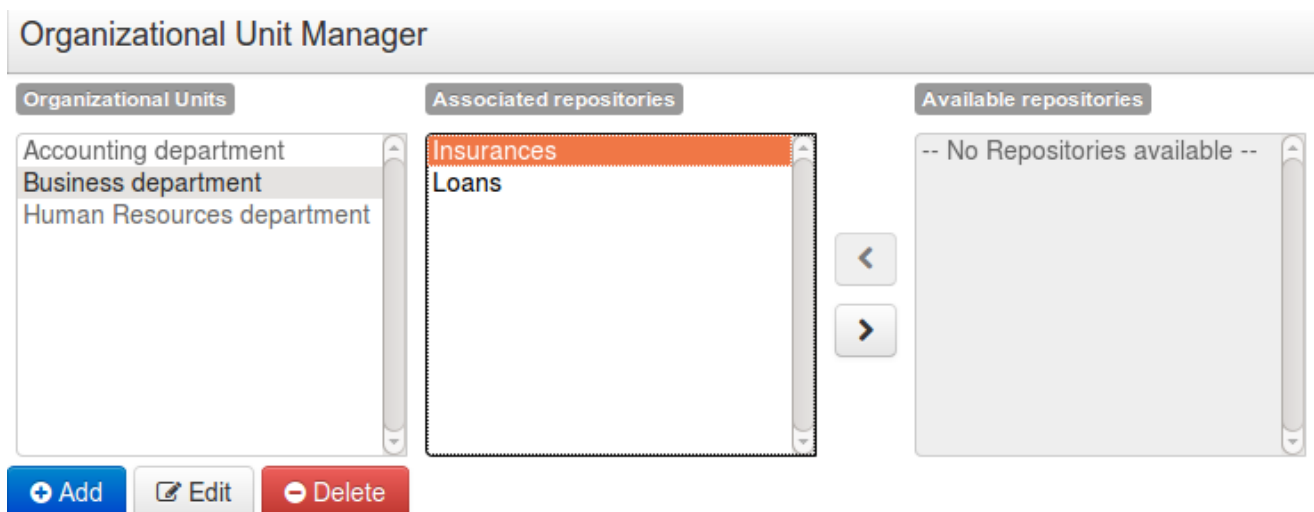 Organizational Unit Manager
Organizational Units
Accounting department
Business department
Human Resources department
Associated repositories
Insurances
Loans
Available repositories
-- No Repositories available --
Add
Edit
Delete